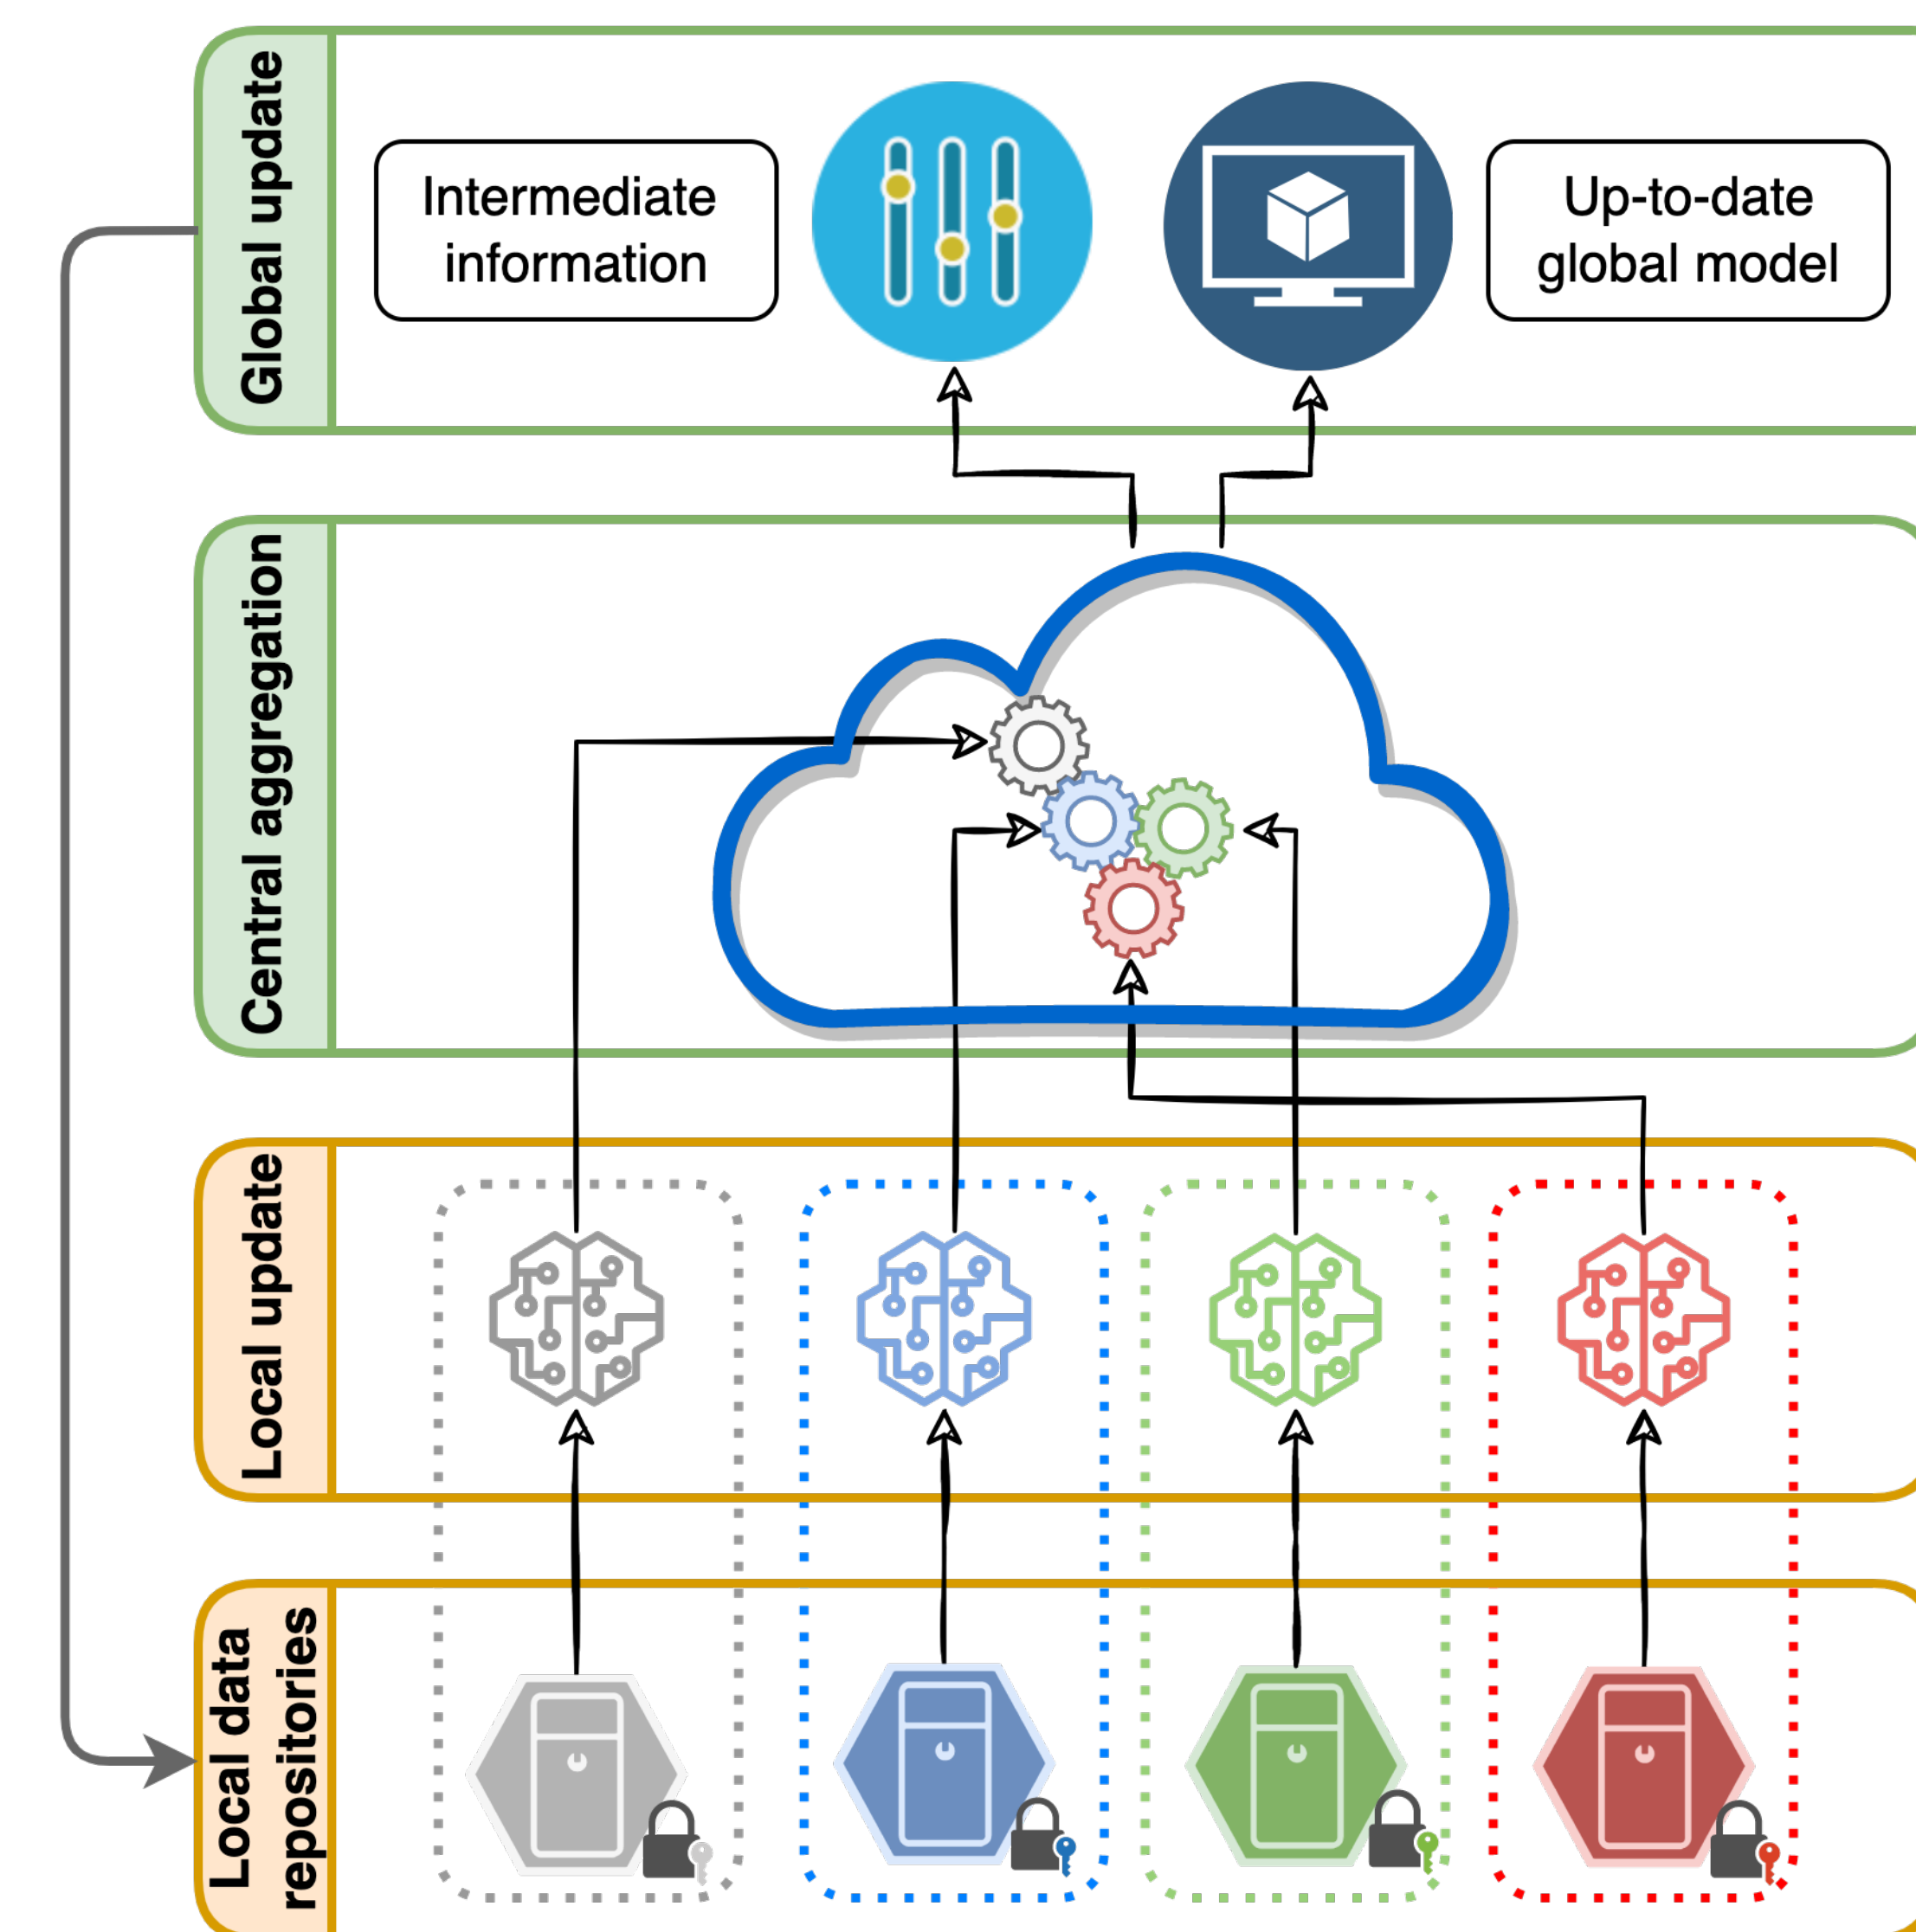 Global update
Intermediate
information
Up-to-date
global model
Central aggregation
Local update
Local data
repositories